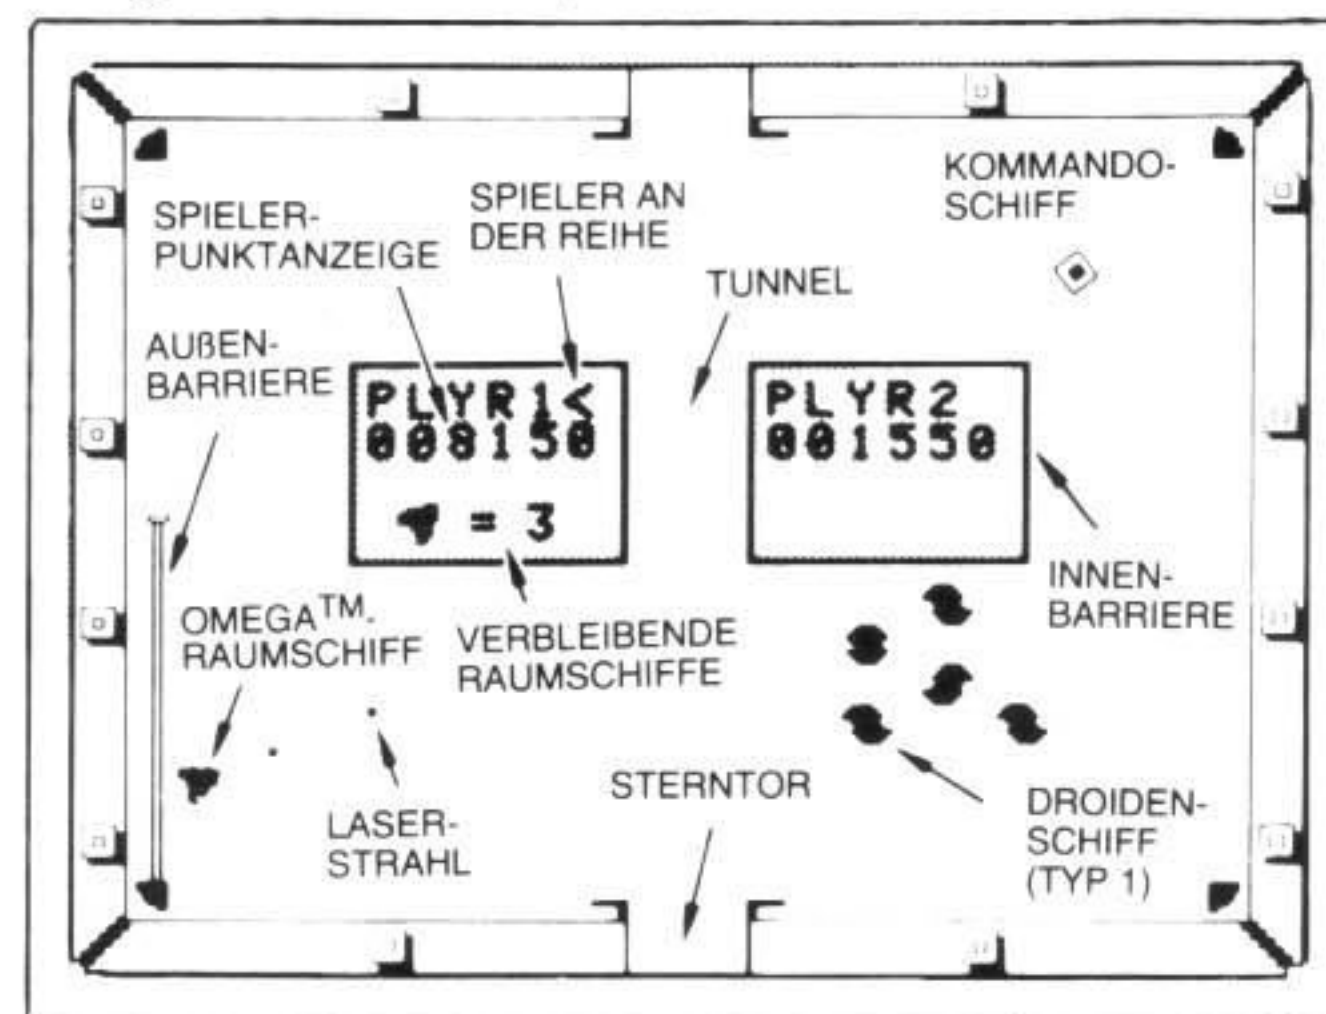 KOMMANDO-
SCHIFF
SPIELER AN
DER REIHE
SPIELER-
PUNKTANZEIGE
TUNNEL
AUßEN-
BARRIERE
PLYR1<
008150
= 3
PLYR2
001550
INNEN-
BARRIERE
OMEGA™-
RAUMSCHIFF
VERBLEIBENDE
RAUMSCHIFFE
STERNTOR
LASER-
STRAHL
DROIDEN-
SCHIFF
(TYP 1)